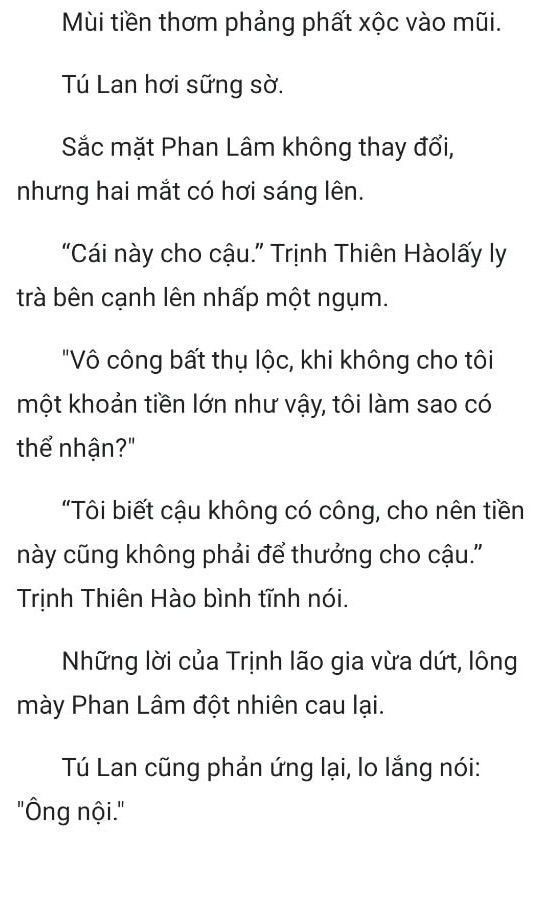 Mùi tiền thơm phảng phất xộc vào mũi.
Tú Lan hơi sững sờ.
Sắc mặt Phan Lâm không thay đổi,
nhưng hai mắt có hơi sáng lên.
“Cái này cho cậu.” Trịnh Thiên Hàolấy ly
trà bên cạnh lên nhấp một ngụm.
"Vô công bất thụ lộc, khi không cho tôi
một khoản tiền lớn như vậy, tôi làm sao có
thể nhận?"
“Tôi biết cậu không có công, cho nên tiền
này cũng không phải để thưởng cho cậu.”
Trịnh Thiên Hào bình tĩnh nói.
Những lời của Trịnh lão gia vừa dứt, lông
mày Phan Lâm đột nhiên cau lại.
Tú Lan cũng phản ứng lại, lo lắng nói:
"Ông nội."